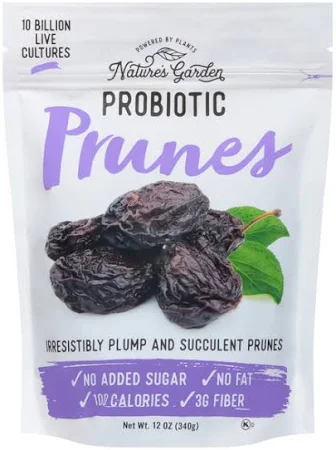 10 BILLION
LIVE
CULTURES
POWERED BY PLANTS
Nature's Garden
PROBIOTIC
Prunes
IRRESISTIBLY PLUMP AND SUCCULENT PRUNES
✓NO ADDED SUGAR ✓NO FAT
✓100 CALORIES ✓3G FIBER
NET WT. 12 OZ (340g)
K D